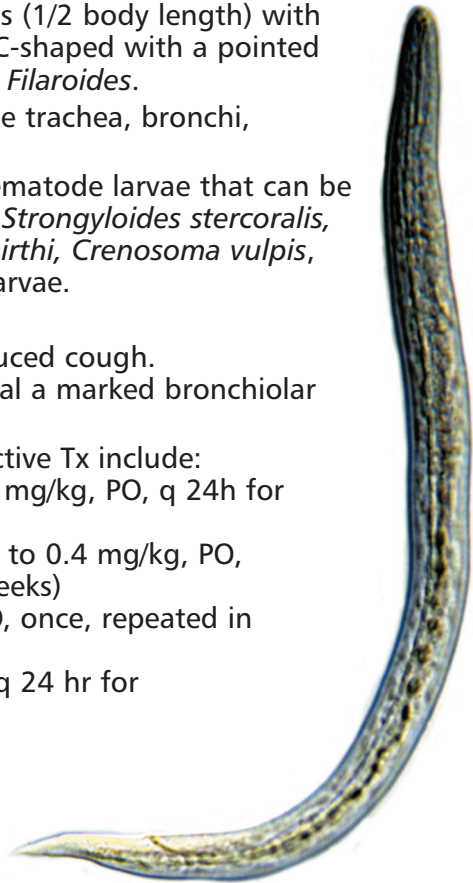 s (1/2 body length) with
C-shaped with a pointed
Filaroides.
e trachea, bronchi,
ematode larvae that can be
Strongyloides stercoralis,
irthi, Crenosoma vulpis,
arvae.
uced cough.
al a marked bronchiolar
ctive Tx include:
mg/kg, PO, q 24h for
to 0.4 mg/kg, PO,
eeks)
O, once, repeated in
q 24 hr for